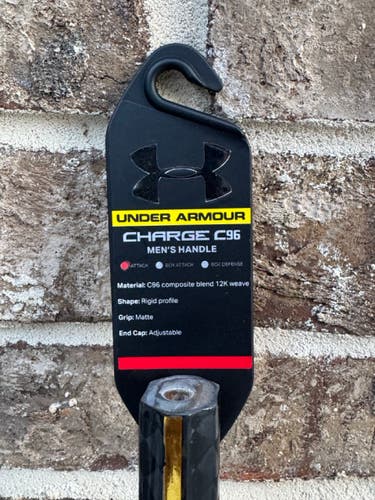 UNDER ARMOUR
CHARGE C96
MEN'S HANDLE
ATTACK BOX ATTACK BOX DEFENSE
Material: C96 composite blend 12K weave
Shape: Rigid profile
Grip: Matte
End Cap: Adjustable